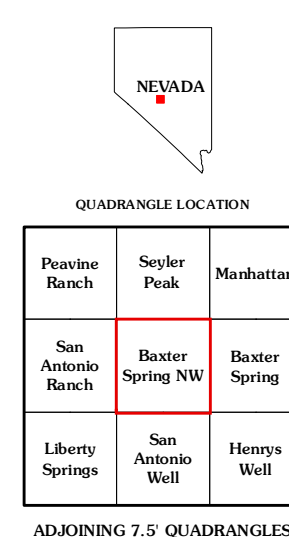 NEVADA
QUADRANGLE LOCATION
Peavine
Ranch
Seyler
Peak
Manhattan
San
Antonio
Ranch
Baxter
Spring NW
Baxter
Spring
Liberty
Springs
San
Antonio
Well
Henrys
Well
ADJOINING 7.5' QUADRANGLES